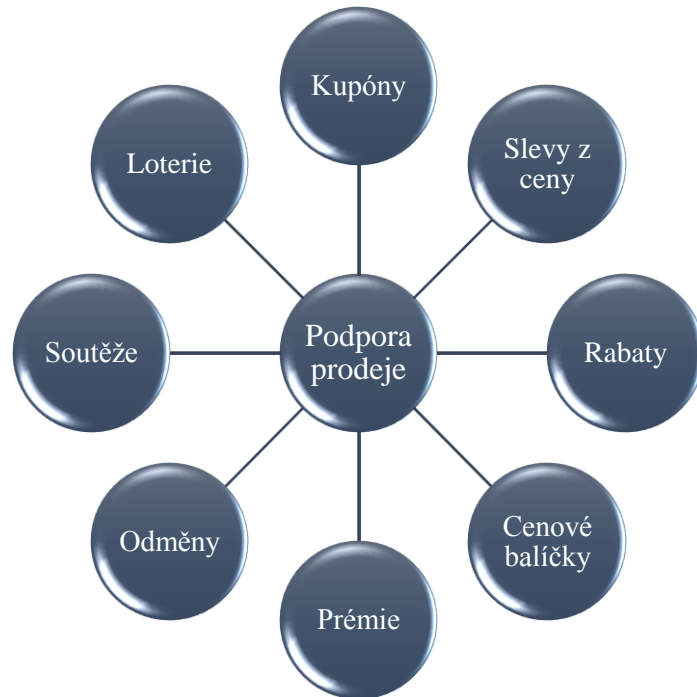 Kupóny
Slevy z
ceny
Loterie
Podpora
prodeje
Soutěže
Rabaty
Odměny
Cenové
balíčky
Prémie